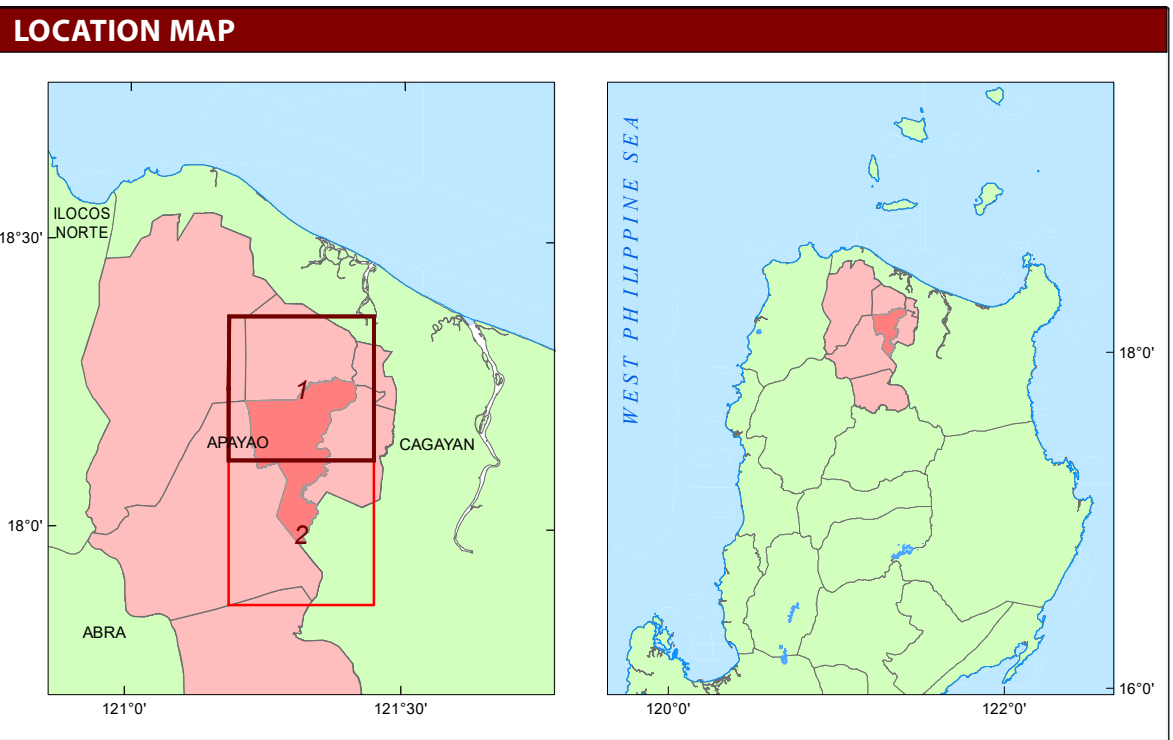 LOCATION MAP
ILOCOS
NORTE
18°30'
1
APAYAO
CAGAYAN
18°0'
2
ABRA
121°0'
121°30'
WEST PHILIPPINE SEA
18°0'
16°0'
120°0'
122°0'